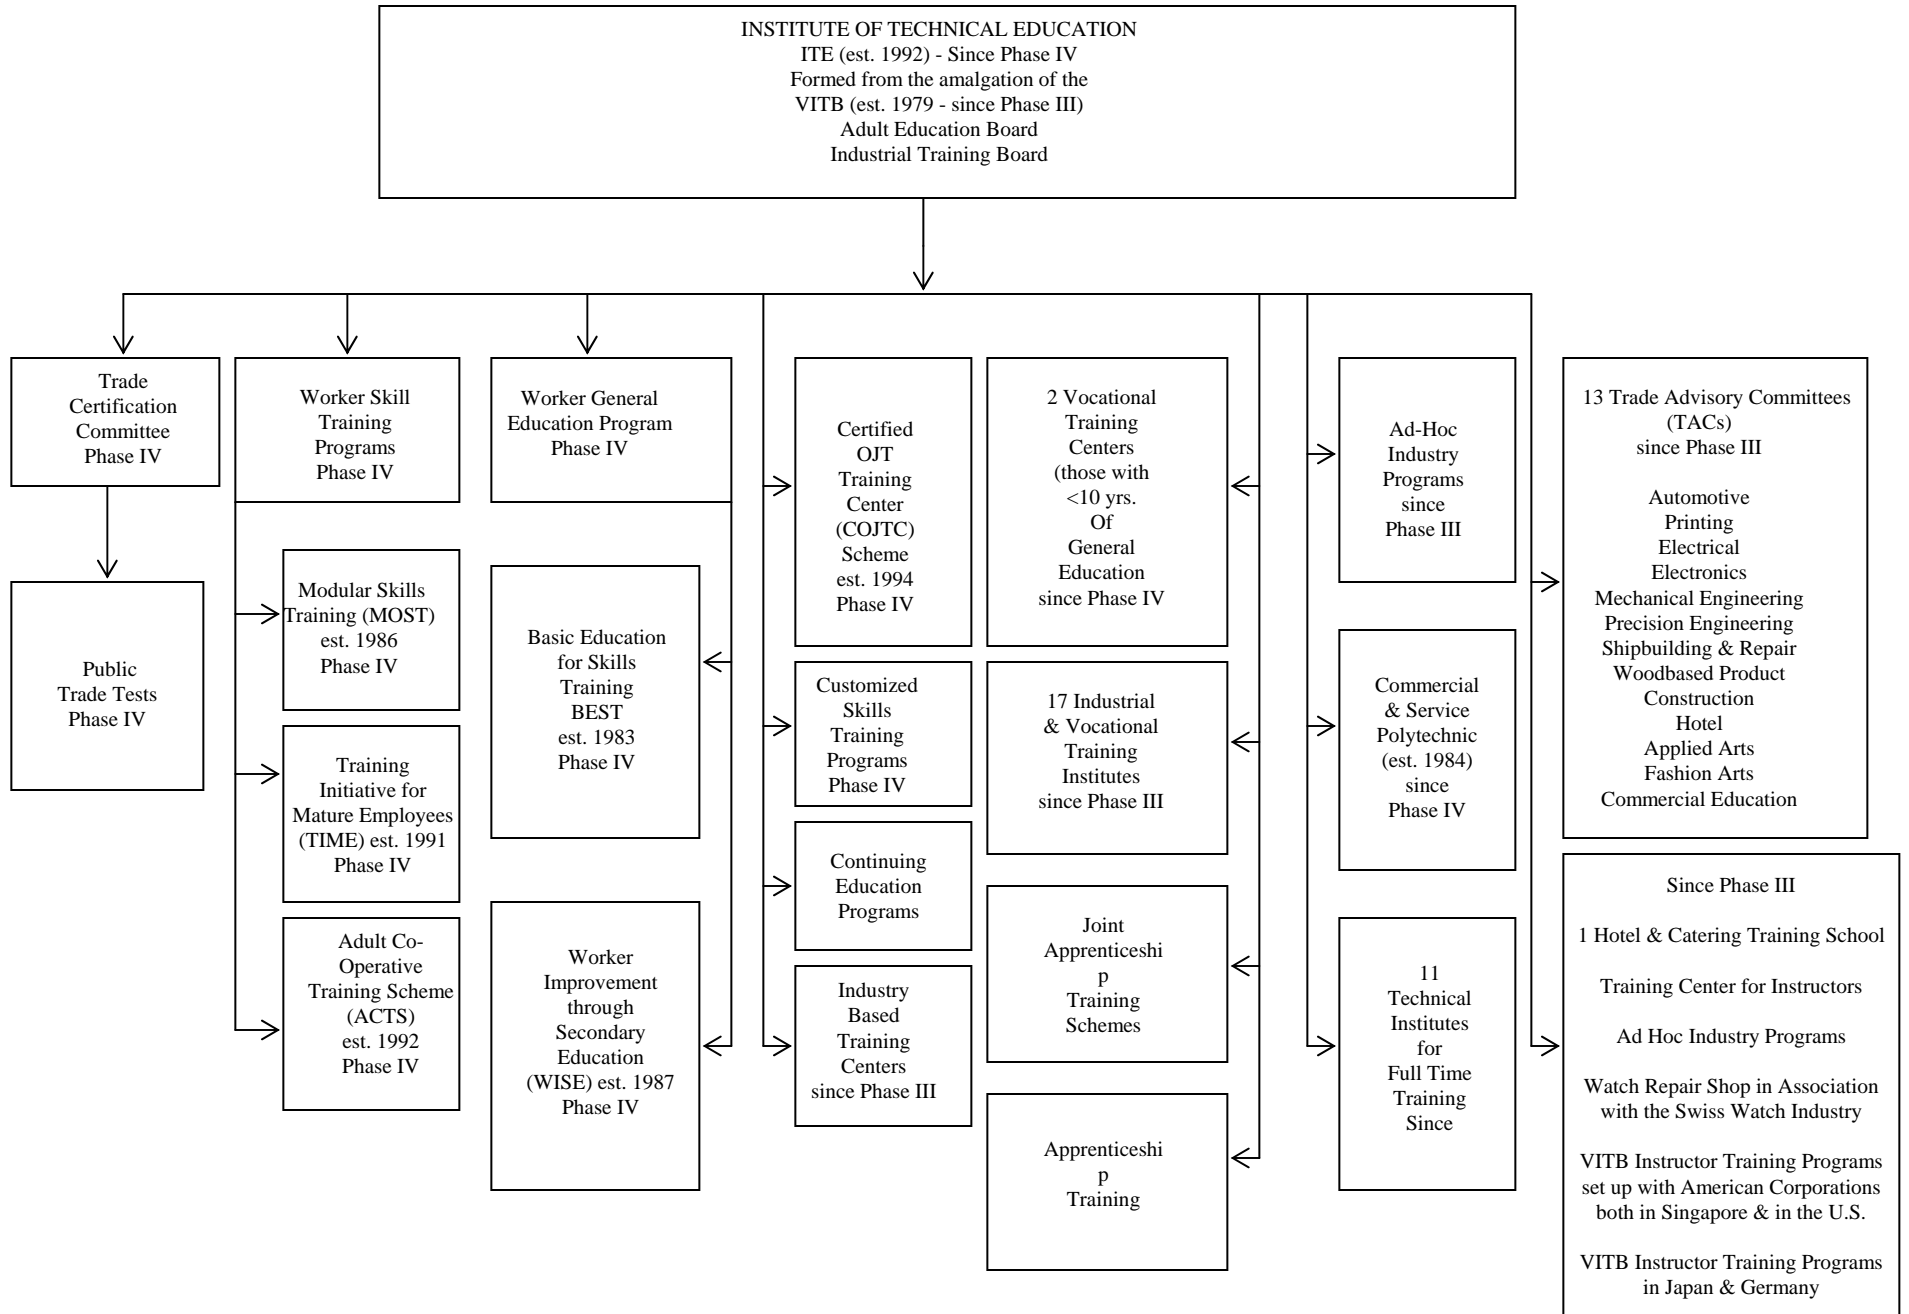 INSTITUTE OF TECHNICAL EDUCATION
ITE (est. 1992) - Since Phase IV
Formed from the amalgation of the
VITB (est. 1979 - since Phase III)
Adult Education Board
Industrial Training Board
Trade
Certification
Committee
Phase IV
Public
Trade Tests
Phase IV
Worker Skill
Training
Programs
Phase IV
Modular Skills
Training (MOST)
est. 1986
Phase IV
Training
Initiative for
Mature Employees
(TIME) est. 1991
Phase IV
Adult Co-
Operative
Training Scheme
(ACTS)
est. 1992
Phase IV
Worker General
Education Program
Phase IV
Basic Education
for Skills
Training
BEST
est. 1983
Phase IV
Worker
Improvement
through
Secondary
Education
(WISE) est. 1987
Phase IV
Certified
OJT
Training
Center
(COJTC)
Scheme
est. 1994
Phase IV
Customized
Skills
Training
Programs
Phase IV
Continuing
Education
Programs
Industry
Based
Training
Centers
since Phase III
2 Vocational
Training
Centers
(those with
<10 yrs.
Of
General
Education
since Phase IV
17 Industrial
& Vocational
Training
Institutes
since Phase III
Joint
Apprenticeshi
p
Training
Schemes
Apprenticeshi
p
Training
Ad-Hoc
Industry
Programs
since
Phase III
Commercial
& Service
Polytechnic
(est. 1984)
since
Phase IV
11
Technical
Institutes
for
Full Time
Training
Since
13 Trade Advisory Committees
(TACs)
since Phase III
Automotive
Printing
Electrical
Electronics
Mechanical Engineering
Precision Engineering
Shipbuilding & Repair
Woodbased Product
Construction
Hotel
Applied Arts
Fashion Arts
Commercial Education
Since Phase III
1 Hotel & Catering Training School
Training Center for Instructors
Ad Hoc Industry Programs
Watch Repair Shop in Association
with the Swiss Watch Industry
VITB Instructor Training Programs
set up with American Corporations
both in Singapore & in the U.S.
VITB Instructor Training Programs
in Japan & Germany